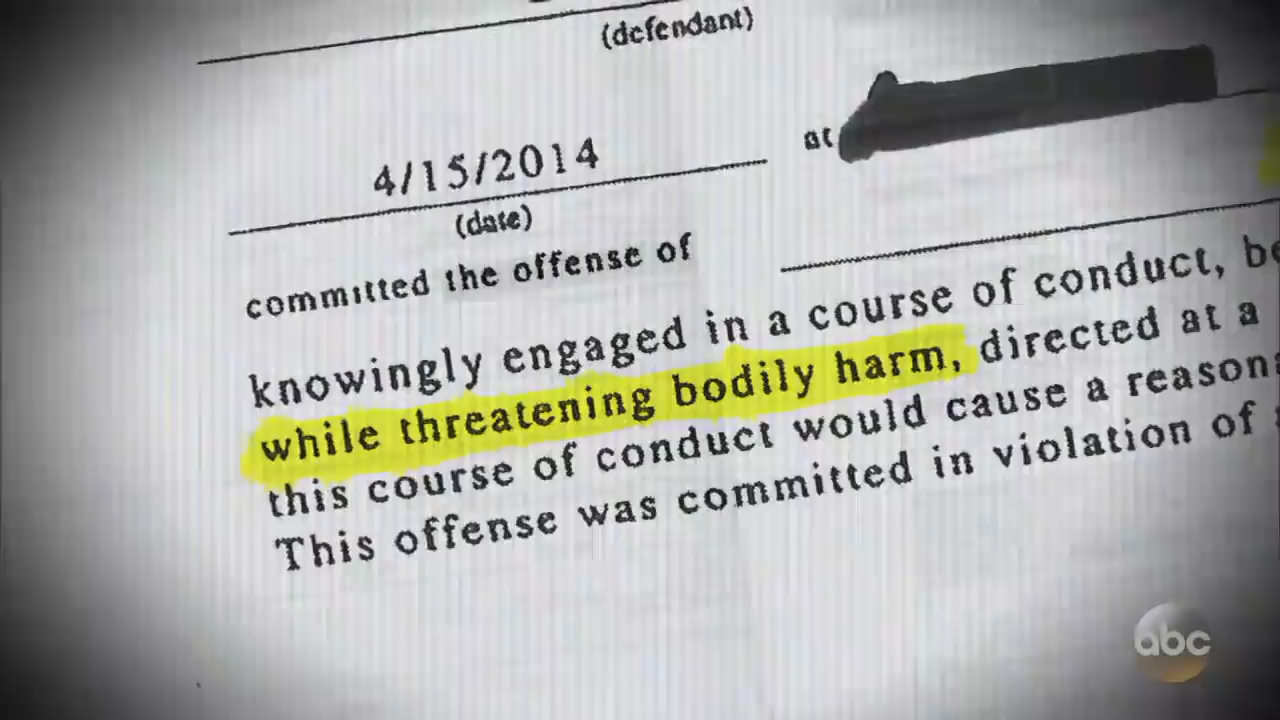 (defendant)
4/15/2014
at
(date)
committed the offense of
knowingly engaged in a course of conduct,
while threatening bodily harm, directed at a
this course of conduct would cause a
This offense was committed in violation of
abc